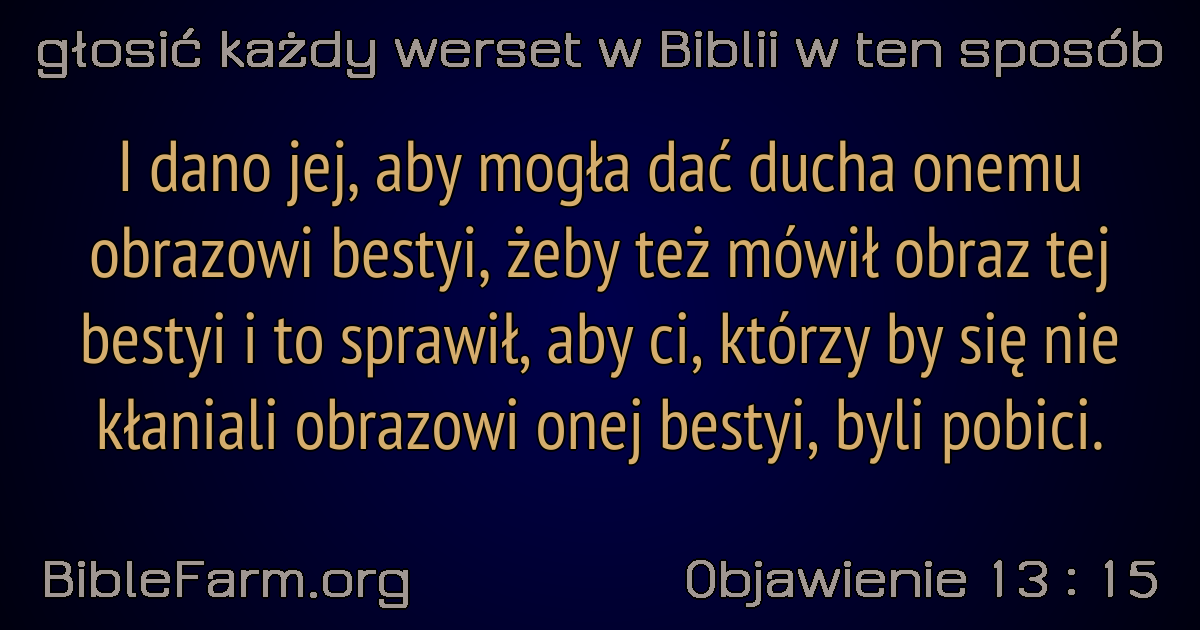 głosić każdy werset w Biblii w ten sposób
I dano jej, aby mogła dać ducha onemu
obrazowi bestyi, żeby też mówił obraz tej
bestyi i to sprawił, aby ci, którzy by się nie
kłaniali obrazowi onej bestyi, byli pobici.
BibleFarm.org
Objawienie 13 : 15